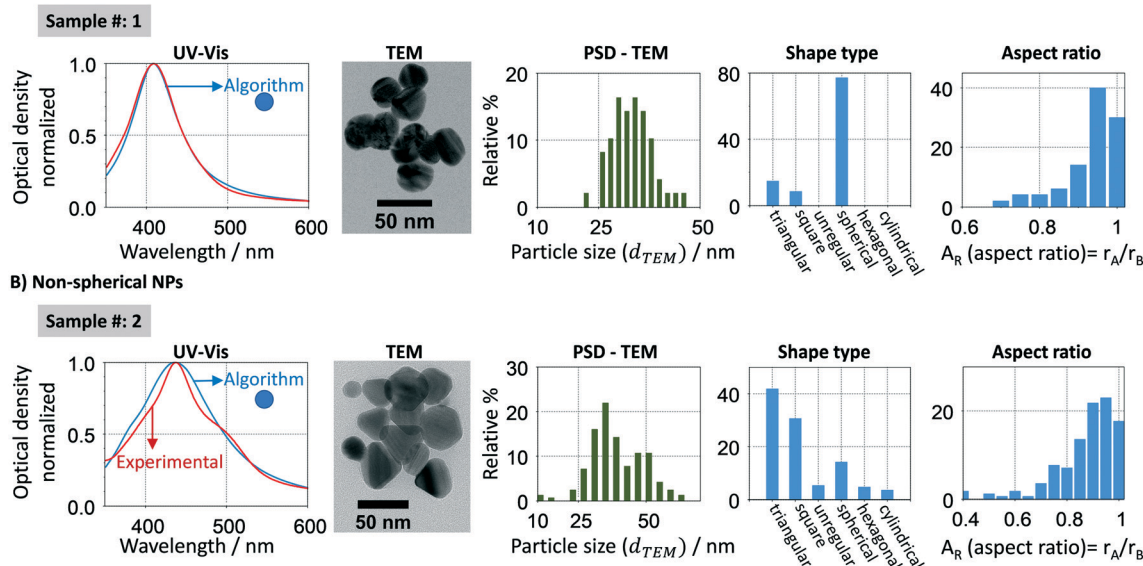 Sample #: 1
UV-Vis
TEM
PSD - TEM
Shape type
Aspect ratio
Optical density
normalized
1.0
0.5
0.0
400
500
600
Wavelength / nm
Algorithm
50 nm
Relative %
20
10
0
10
25
50
Particle size (d_TEM) / nm
80
40
0
triangular
square
unregular
spherical
hexagonal
cylindrical
40
20
0
0.6
0.8
1
A_R (aspect ratio)= r_A/r_B
B) Non-spherical NPs
Sample #: 2
UV-Vis
TEM
PSD - TEM
Shape type
Aspect ratio
Optical density
normalized
1.0
0.5
0.0
400
500
600
Wavelength / nm
Algorithm
Experimental
50 nm
Relative %
30
20
10
0
10
25
50
Particle size (d_TEM) / nm
60
40
20
0
triangular
square
unregular
spherical
hexagonal
cylindrical
20
0
0.4
0.6
0.8
1
A_R (aspect ratio)= r_A/r_B